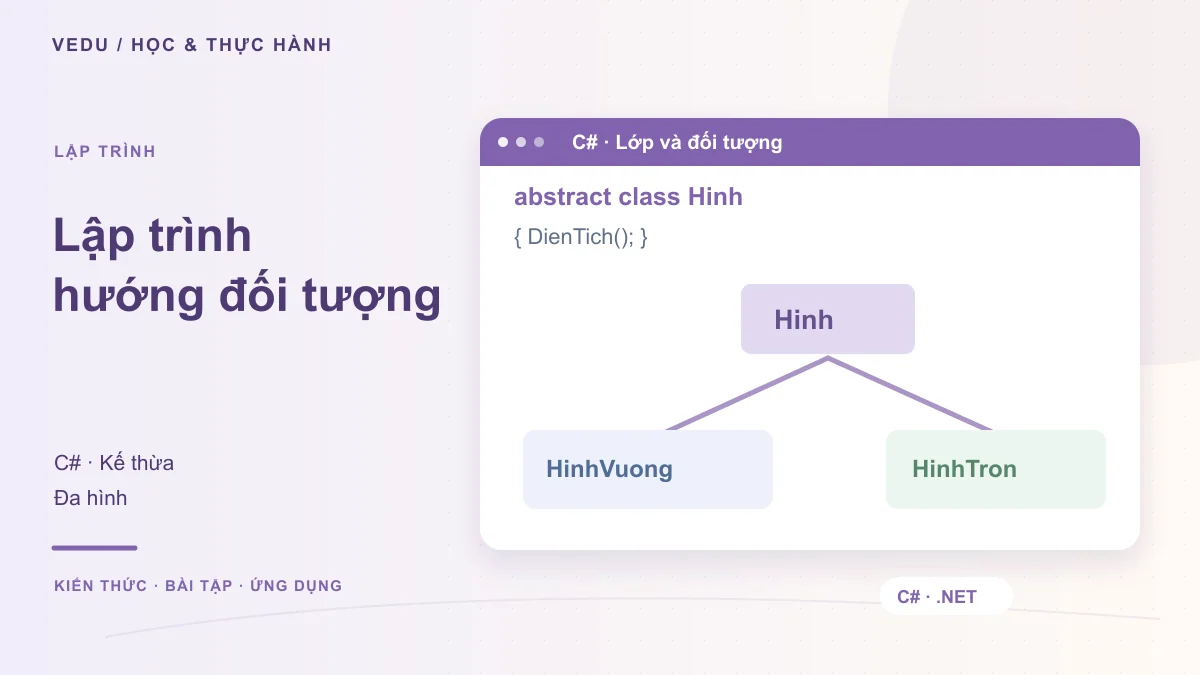 VEDU / HỌC & THỰC HÀNH
LẬP TRÌNH
Lập trình
hướng đối tượng
C# · Kế thừa
Đa hình
KIẾN THỨC · BÀI TẬP · ỨNG DỤNG
C# · Lớp và đối tượng
abstract class Hinh
{ DienTich(); }
Hinh
HinhVuong
HinhTron
C# · .NET